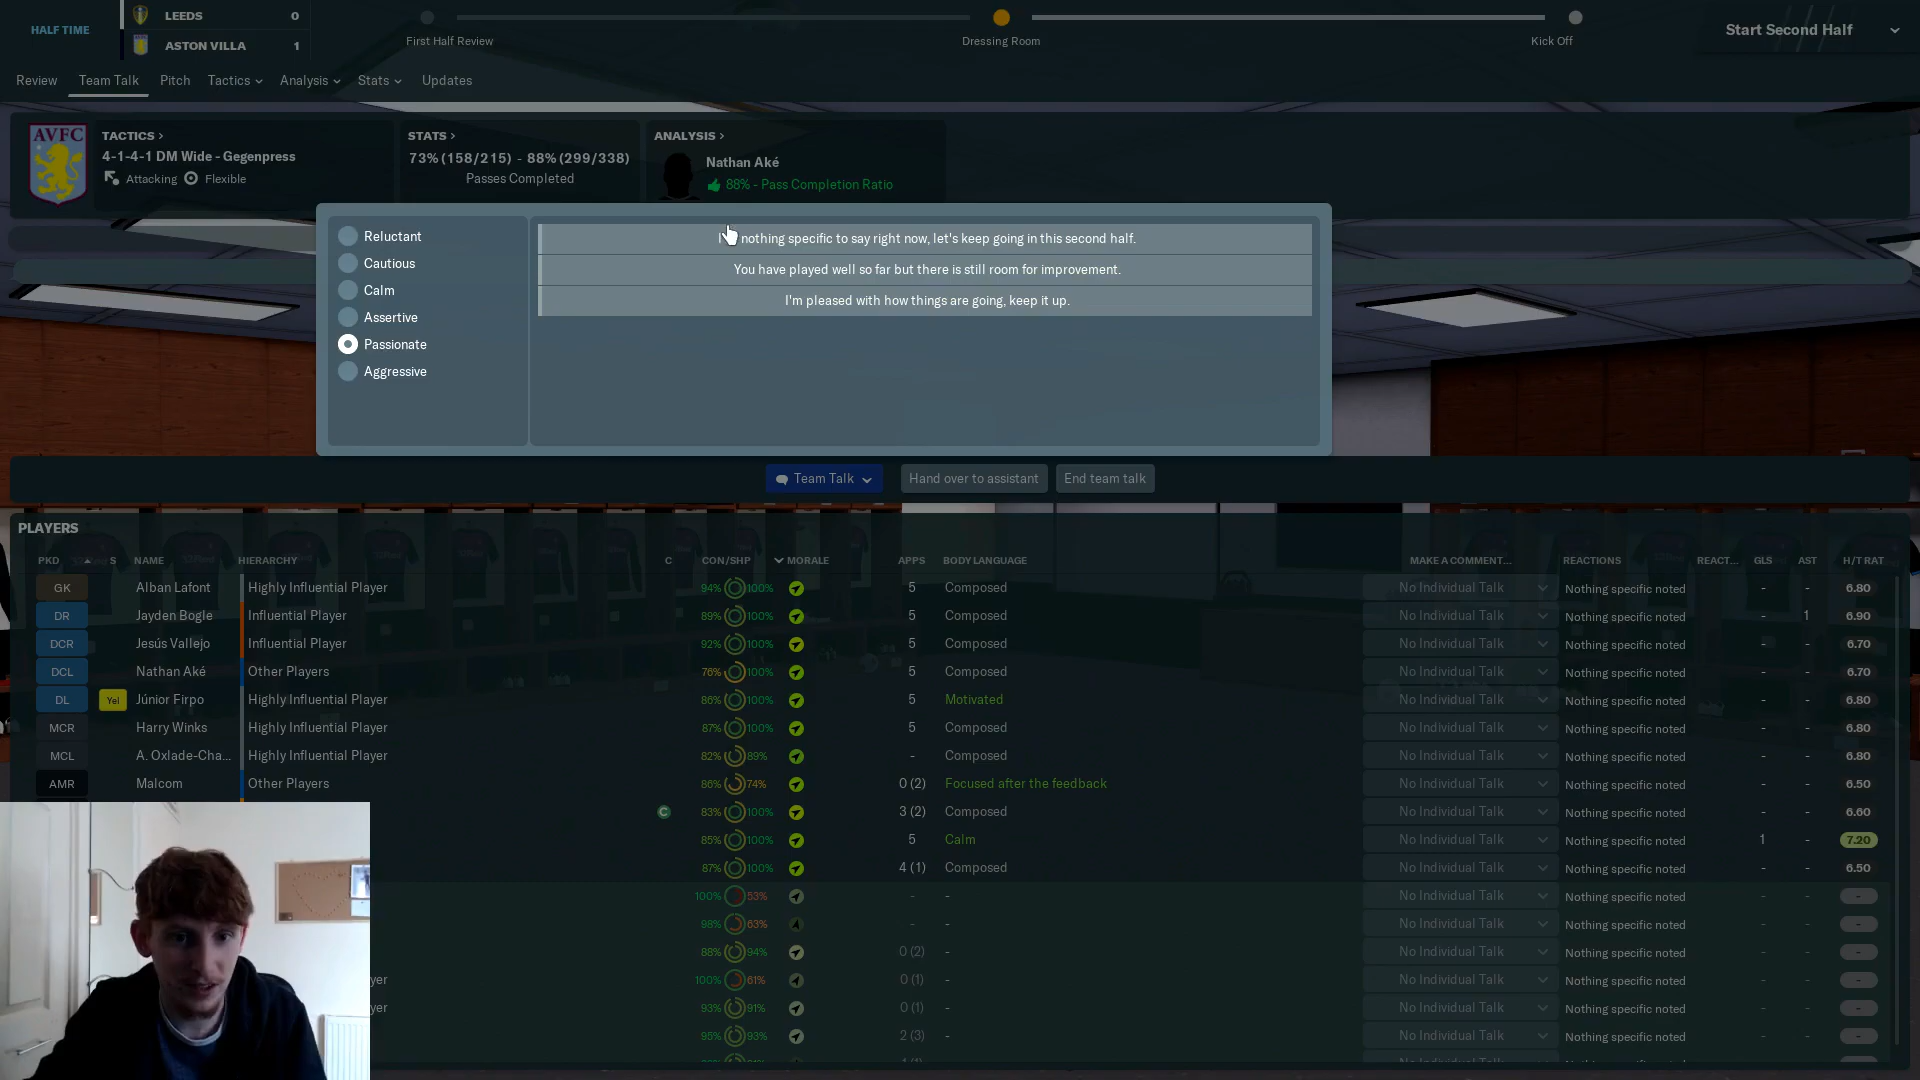 HALF TIME
LEEDS 0
ASTON VILLA 1
First Half Review
Dressing Room
Kick Off
Start Second Half
Review
Team Talk
Pitch
Tactics
Analysis
Stats
Updates
AVFC
TACTICS >
4-1-4-1 DM Wide - Gegenpress
Attacking Flexible
STATS >
73% (158/215) - 88% (299/338)
Passes Completed
ANALYSIS >
Nathan Aké
88% - Pass Completion Ratio
Reluctant
Cautious
Calm
Assertive
Passionate
Aggressive
nothing specific to say right now, let's keep going in this second half.
You have played well so far but there is still room for improvement.
I'm pleased with how things are going, keep it up.
Team Talk
Hand over to assistant
End team talk
PLAYERS
PKD S NAME HIERARCHY C CON/SHP MORALE APPS BODY LANGUAGE MAKE A COMMENT... REACTIONS REACT... GLS AST H/T RAT
GK Alban Lafont Highly Influential Player 94% 100% 5 Composed No Individual Talk Nothing specific noted - - 6.80
DR Jayden Bogle Influential Player 89% 100% 5 Composed No Individual Talk Nothing specific noted - 1 6.90
DCR Jesús Vallejo Influential Player 92% 100% 5 Composed No Individual Talk Nothing specific noted - - 6.70
DCL Nathan Aké Other Players 76% 100% 5 Composed No Individual Talk Nothing specific noted - - 6.70
DL Yel Júnior Firpo Highly Influential Player 86% 100% 5 Motivated No Individual Talk Nothing specific noted - - 6.80
MCR Harry Winks Highly Influential Player 87% 100% 5 Composed No Individual Talk Nothing specific noted - - 6.80
MCL A. Oxlade-Cha... Highly Influential Player 82% 89% - Composed No Individual Talk Nothing specific noted - - 6.80
AMR Malcom Other Players 86% 74% 0 (2) Focused after the feedback No Individual Talk Nothing specific noted - - 6.50
C 83% 100% 3 (2) Composed No Individual Talk Nothing specific noted - - 6.60
85% 100% 5 Calm No Individual Talk Nothing specific noted 1 - 7.20
87% 100% 4 (1) Composed No Individual Talk Nothing specific noted - - 6.50
100% 53% - - No Individual Talk Nothing specific noted - - -
98% 63% - - No Individual Talk Nothing specific noted - - -
88% 94% 0 (2) - No Individual Talk Nothing specific noted - - -
yer 100% 61% 0 (1) - No Individual Talk Nothing specific noted - - -
yer 93% 91% 0 (1) - No Individual Talk Nothing specific noted - - -
95% 93% 2 (3) - No Individual Talk Nothing specific noted - - -